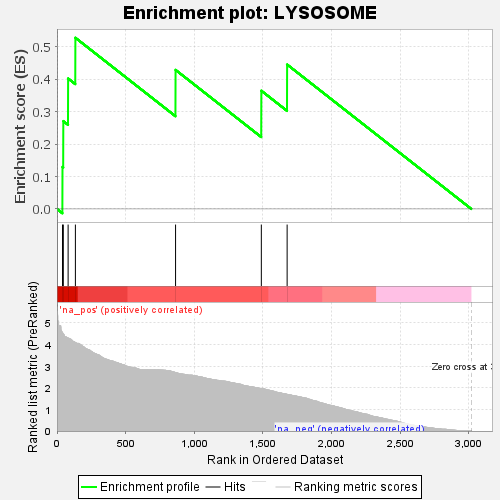 Enrichment plot: LYSOSOME
Enrichment score (ES)
0.5
0.4
0.3
0.2
0.1
0.0
'na_pos' (positively correlated)
Ranked list metric (PreRanked)
5
4
3
2
1
0
Zero cross at
'na_neg' (negatively correlated)
0
500
1,000
1,500
2,000
2,500
3,000
Rank in Ordered Dataset
Enrichment profile
Hits
Ranking metric scores